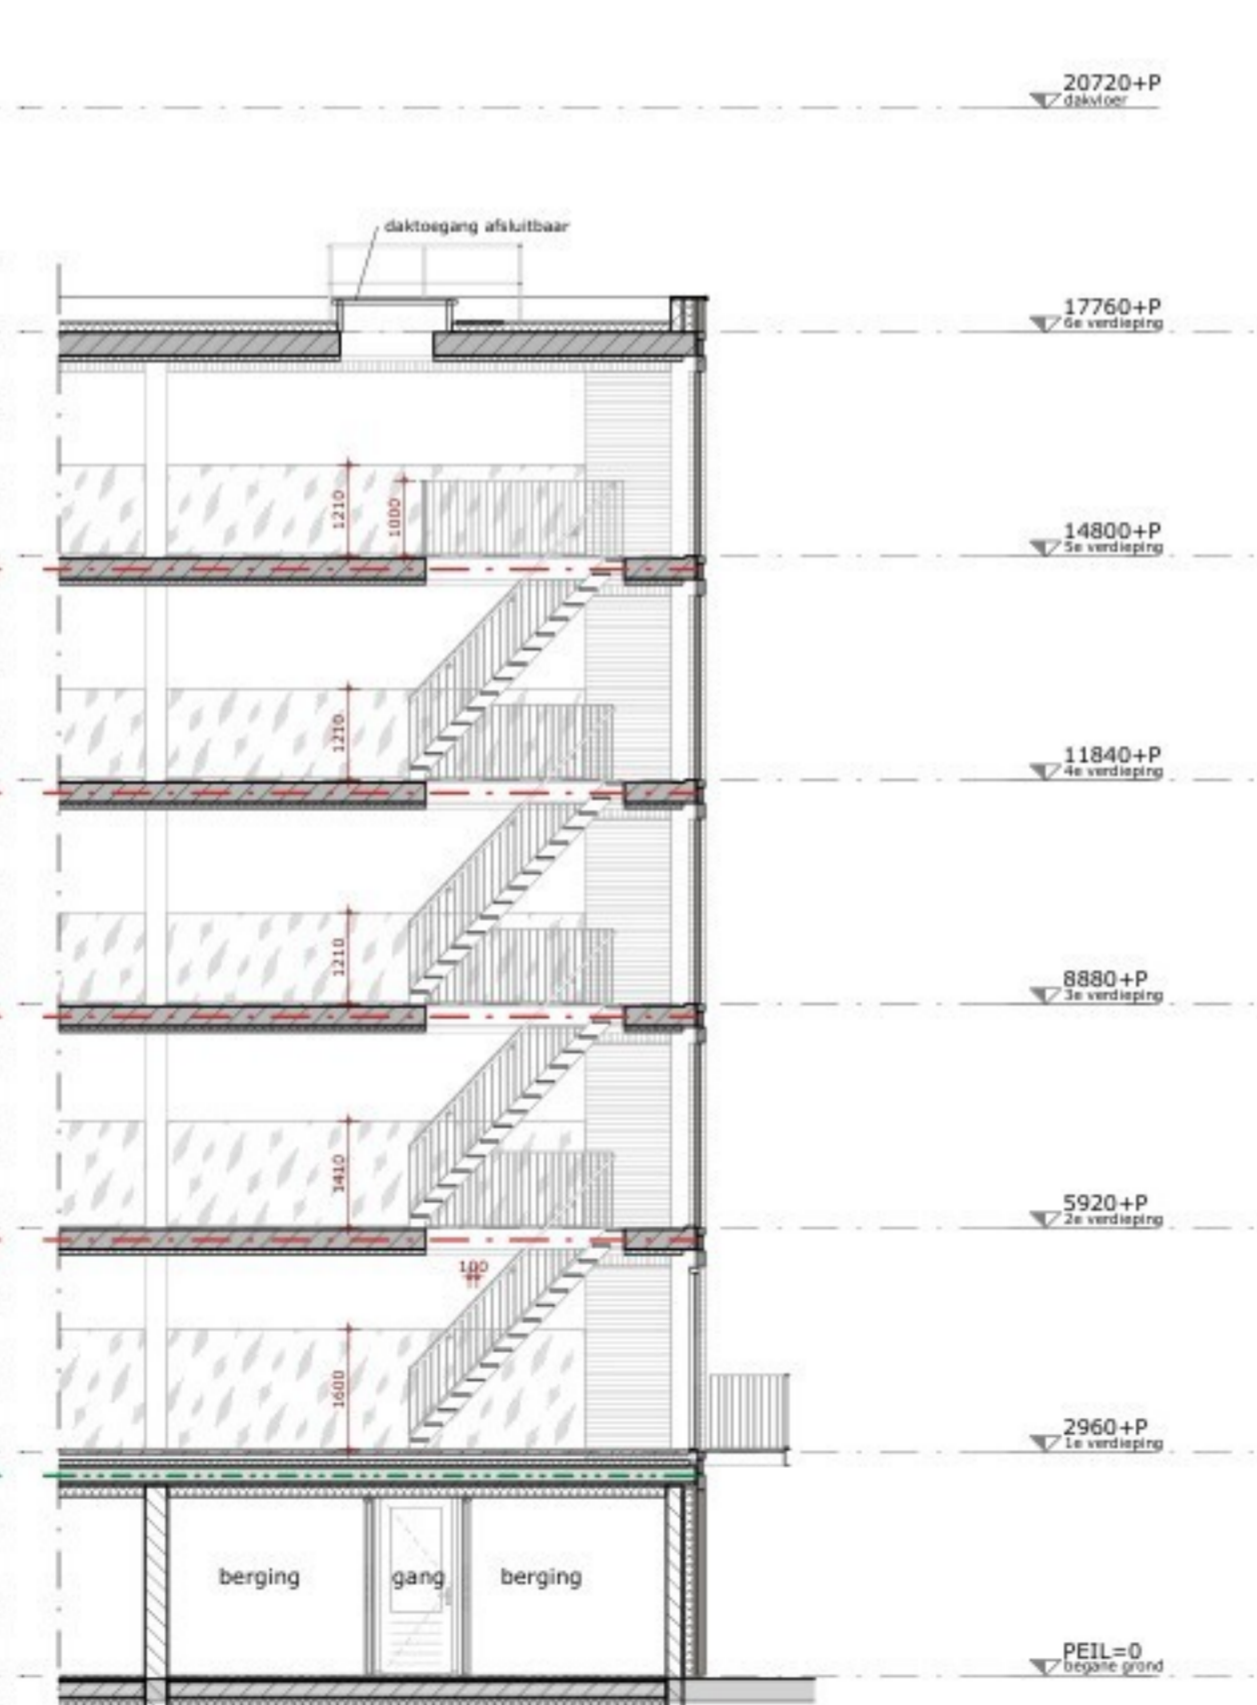 20720+P
dakvloer
daktoegang afsluitbaar
17760+P
6e verdieping
1210
1000
14800+P
5e verdieping
1210
11840+P
4e verdieping
1210
8880+P
3e verdieping
1410
5920+P
2e verdieping
100
1600
2960+P
1e verdieping
berging
gang
berging
PEIL=0
begane grond